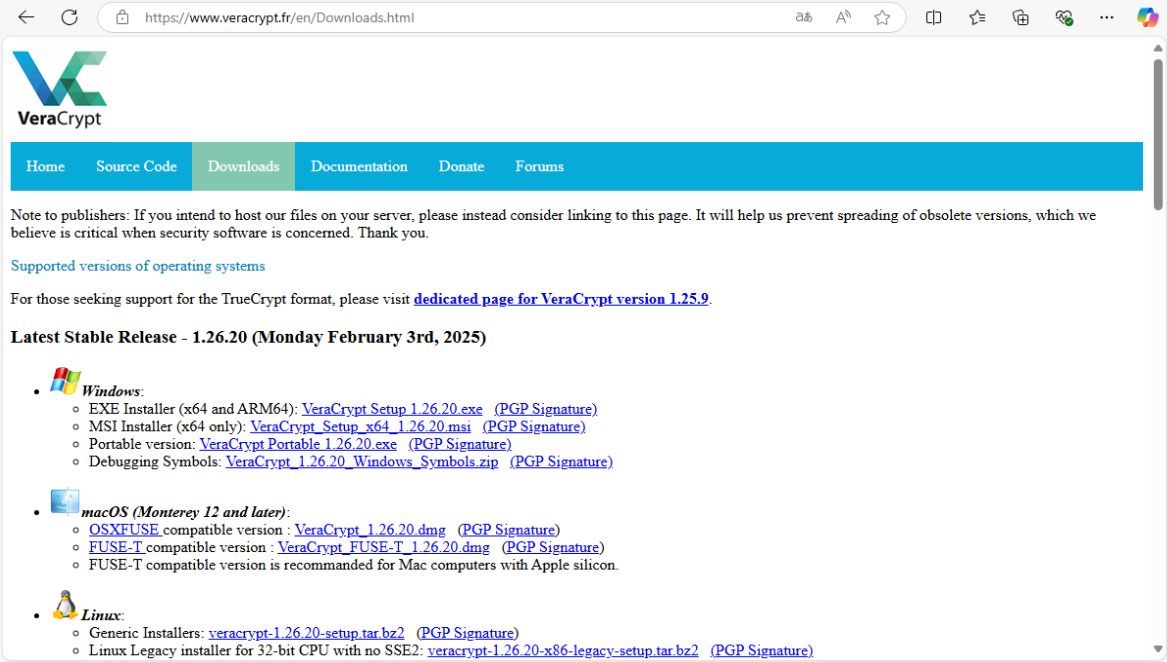 https://www.veracrypt.fr/en/Downloads.html
VeraCrypt
Home Source Code Downloads Documentation Donate Forums
Note to publishers: If you intend to host our files on your server, please instead consider linking to this page. It will help us prevent spreading of obsolete versions, which we
believe is critical when security software is concerned. Thank you.
Supported versions of operating systems
For those seeking support for the TrueCrypt format, please visit dedicated page for VeraCrypt version 1.25.9.
Latest Stable Release - 1.26.20 (Monday February 3rd, 2025)
Windows:
EXE Installer (x64 and ARM64): VeraCrypt Setup 1.26.20.exe (PGP Signature)
MSI Installer (x64 only): VeraCrypt_Setup_x64_1.26.20.msi (PGP Signature)
Portable version: VeraCrypt Portable 1.26.20.exe (PGP Signature)
Debugging Symbols: VeraCrypt_1.26.20_Windows_Symbols.zip (PGP Signature)
macOS (Monterey 12 and later):
OSXFUSE compatible version : VeraCrypt_1.26.20.dmg (PGP Signature)
FUSE-T compatible version : VeraCrypt_FUSE-T_1.26.20.dmg (PGP Signature)
FUSE-T compatible version is recommanded for Mac computers with Apple silicon.
Linux:
Generic Installers: veracrypt-1.26.20-setup.tar.bz2 (PGP Signature)
Linux Legacy installer for 32-bit CPU with no SSE2: veracrypt-1.26.20-x86-legacy-setup.tar.bz2 (PGP Signature)